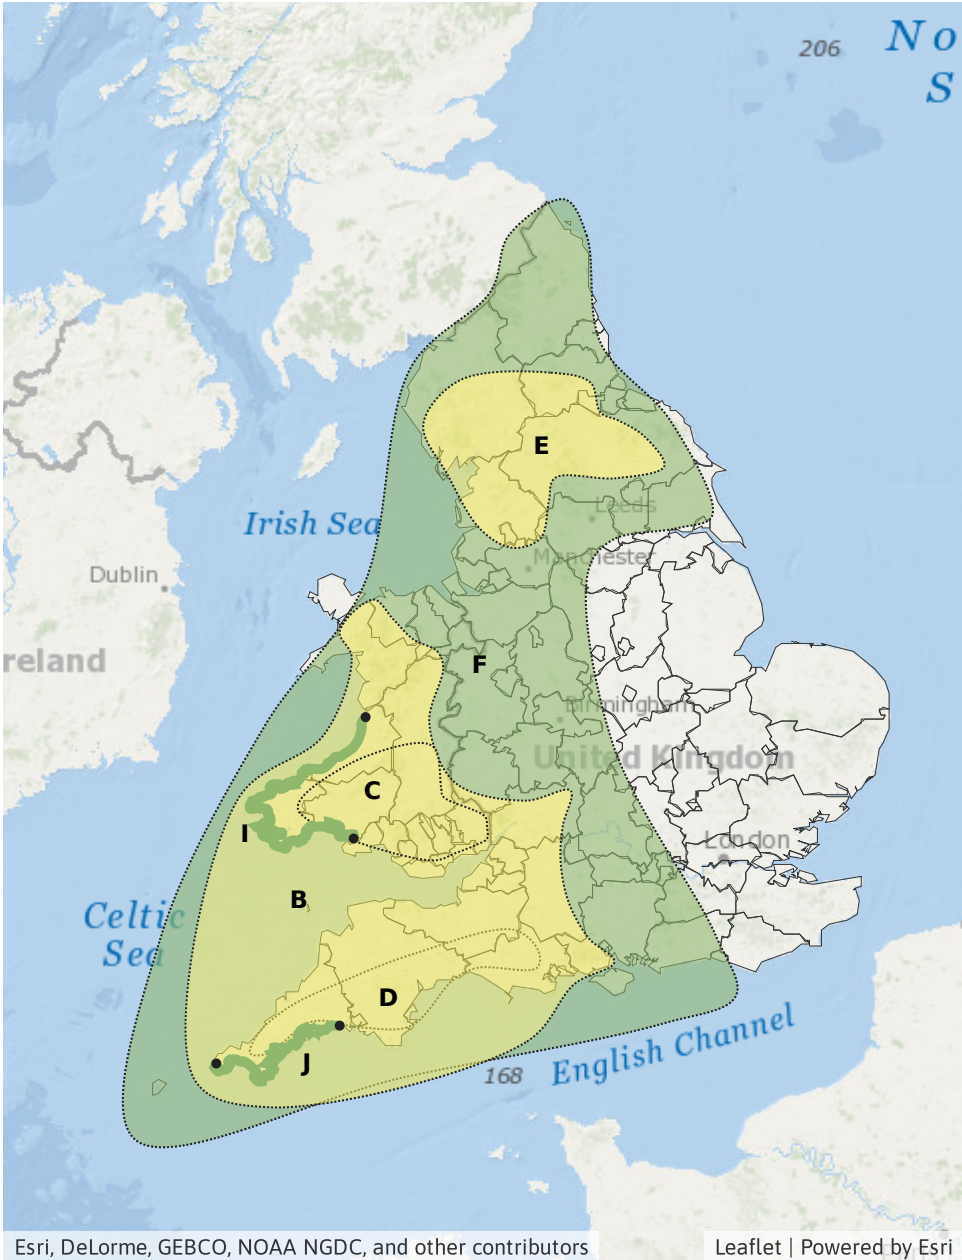 206
No
S
E
Irish Sea
Leeds
Manchester
Dublin
reland
F
Birmingham
United Kingdom
C
I
London
B
Celtic
Sea
D
J
English Channel
168
Esri, DeLorme, GEBCO, NOAA NGDC, and other contributors
Leaflet | Powered by Esri